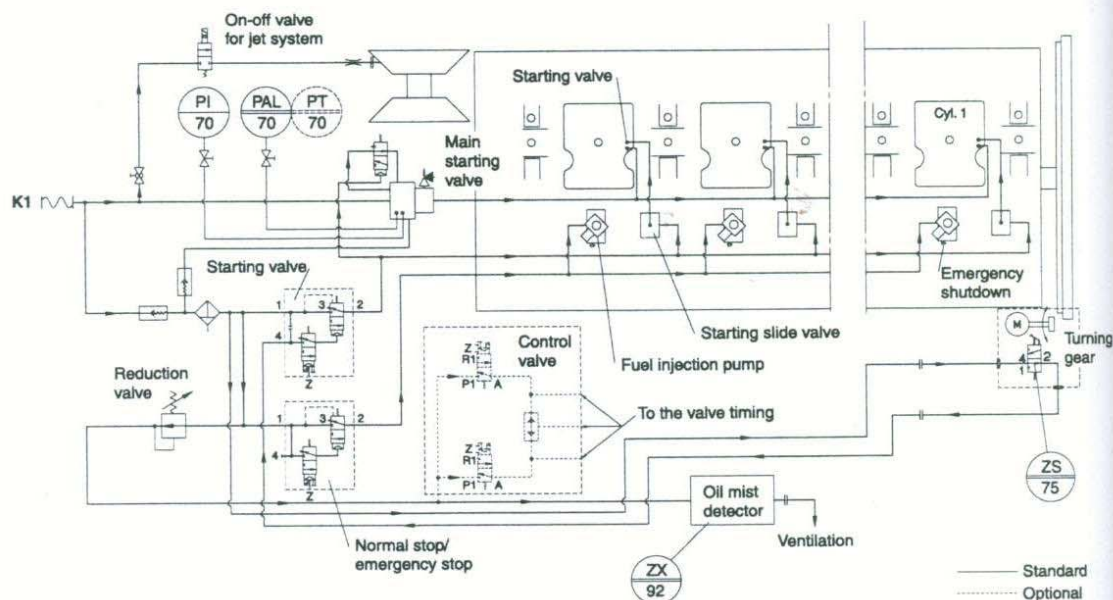 On-off valve
for jet system
PI
70
PAL
70
PT
70
K1
Main
starting
valve
Starting valve
Cyl. 1
Emergency
shutdown
Starting slide valve
Fuel injection pump
Starting valve
1
3
2
4
Z
Reduction
valve
1
3
2
4
Z
Normal stop/
emergency stop
Control
valve
Z
R1
P1
A
Z
R1
P1
A
To the valve timing
M
4
2
1
Turning
gear
ZS
75
Oil mist
detector
Ventilation
ZX
92
Standard
Optional